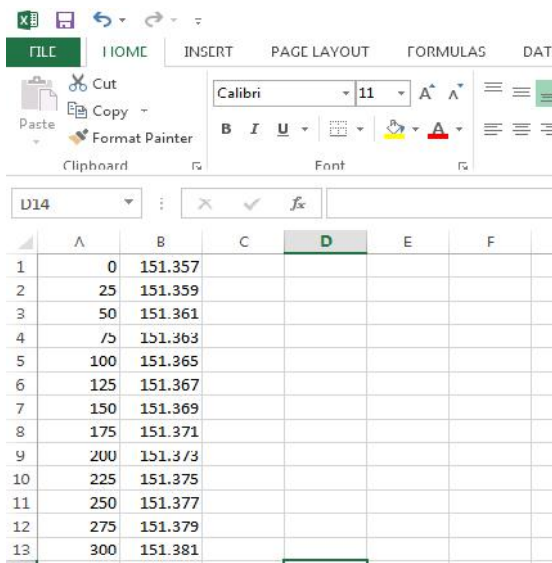 FILE HOME INSERT PAGE LAYOUT FORMULAS DAT
Cut
Copy
Paste
Format Painter
Calibri 11 A A
B I U A
Clipboard Font
D14 fx
A B C D E F
1 0 151.357
2 25 151.359
3 50 151.361
4 75 151.363
5 100 151.365
6 125 151.367
7 150 151.369
8 175 151.371
9 200 151.373
10 225 151.375
11 250 151.377
12 275 151.379
13 300 151.381